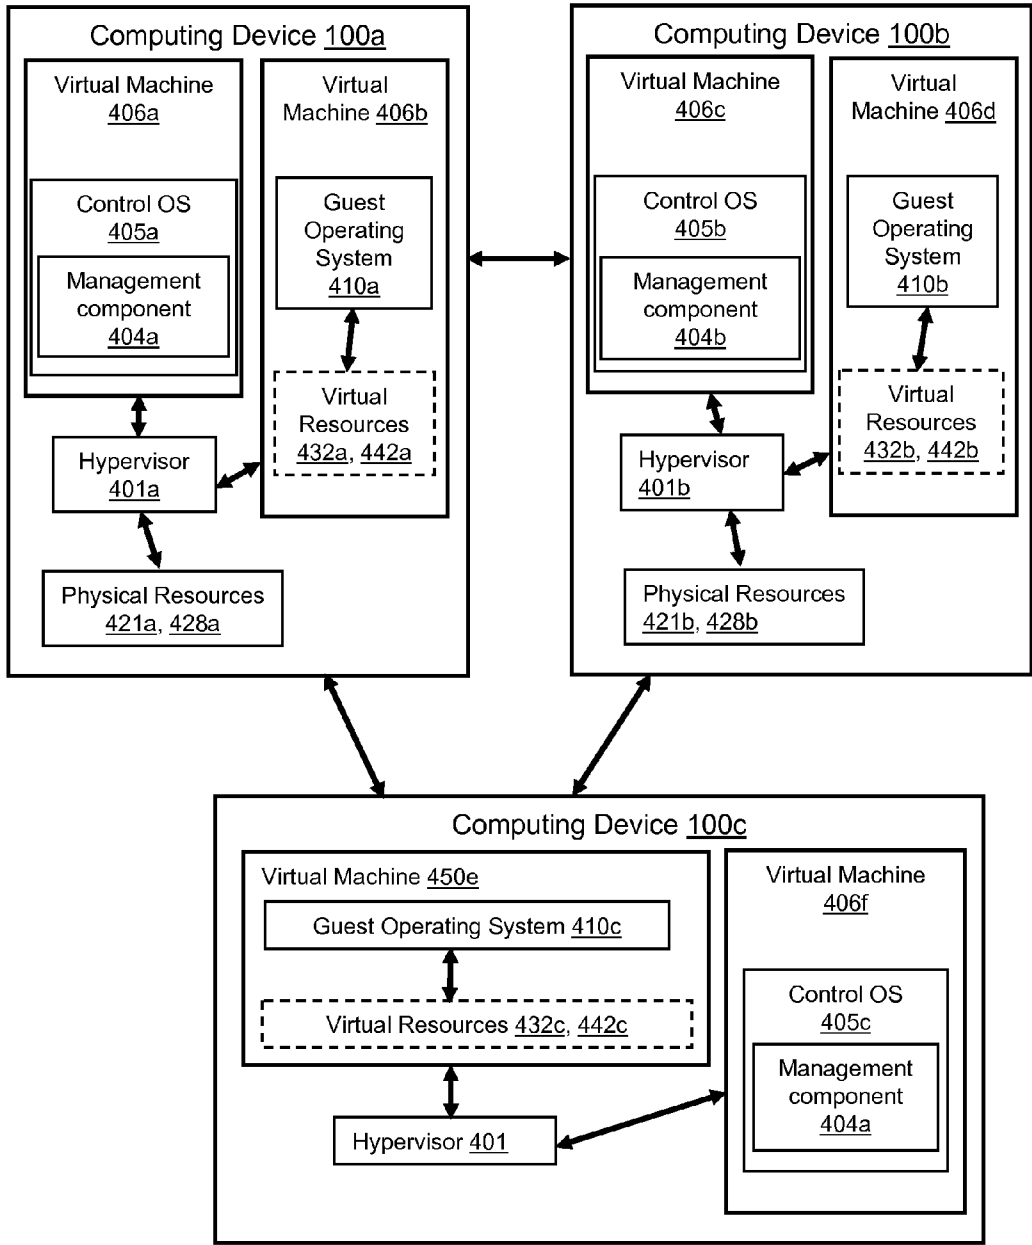 Computing Device 100a
Virtual Machine
406a
Control OS
405a
Management
component
404a
Virtual
Machine 406b
Guest
Operating
System
410a
Virtual
Resources
432a, 442a
Hypervisor
401a
Physical Resources
421a, 428a
Computing Device 100b
Virtual Machine
406c
Control OS
405b
Management
component
404b
Virtual
Machine 406d
Guest
Operating
System
410b
Virtual
Resources
432b, 442b
Hypervisor
401b
Physical Resources
421b, 428b
Computing Device 100c
Virtual Machine 450e
Guest Operating System 410c
Virtual Resources 432c, 442c
Hypervisor 401
Virtual Machine
406f
Control OS
405c
Management
component
404a